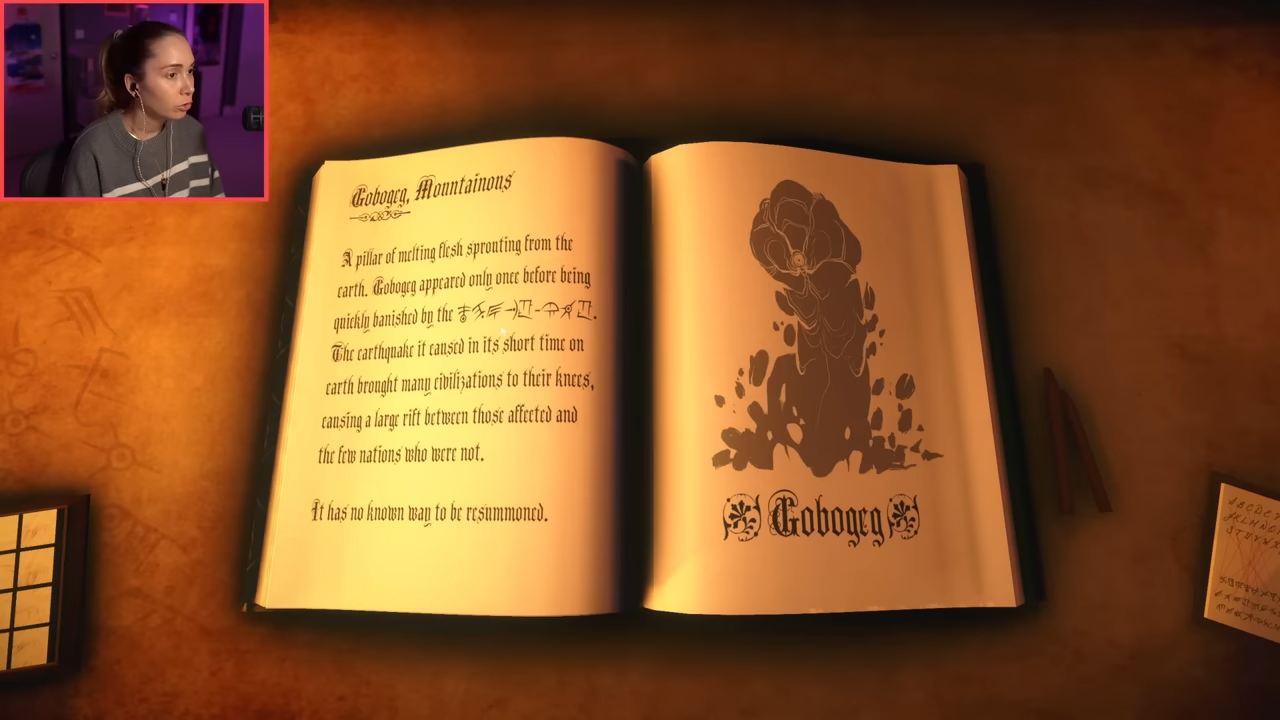 Gobogeg, Mountainous
A pillar of melting flesh sprouting from the
earth. Gobogeg appeared only once before being
quickly banished by the
The earthquake it caused in its short time on
earth brought many civilizations to their knees,
causing a large rift between those affected and
the few nations who were not.
It has no known way to be resummoned.
Gobogeg